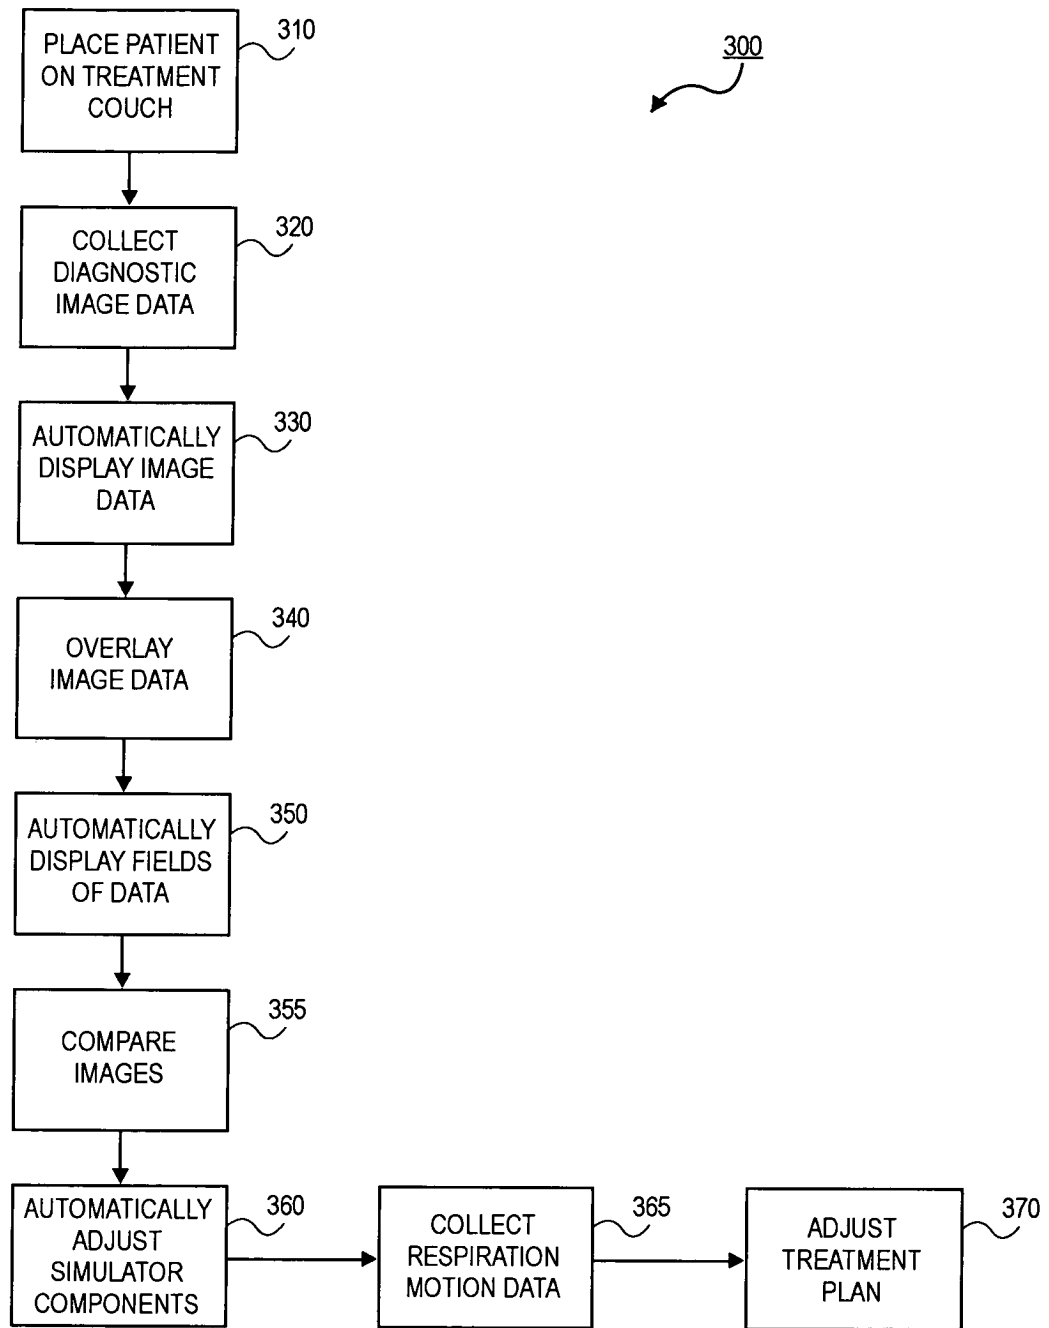 310
PLACE PATIENT
ON TREATMENT
COUCH
300
320
COLLECT
DIAGNOSTIC
IMAGE DATA
330
AUTOMATICALLY
DISPLAY IMAGE
DATA
340
OVERLAY
IMAGE DATA
350
AUTOMATICALLY
DISPLAY FIELDS
OF DATA
355
COMPARE
IMAGES
360
AUTOMATICALLY
ADJUST
SIMULATOR
COMPONENTS
365
COLLECT
RESPIRATION
MOTION DATA
370
ADJUST
TREATMENT
PLAN